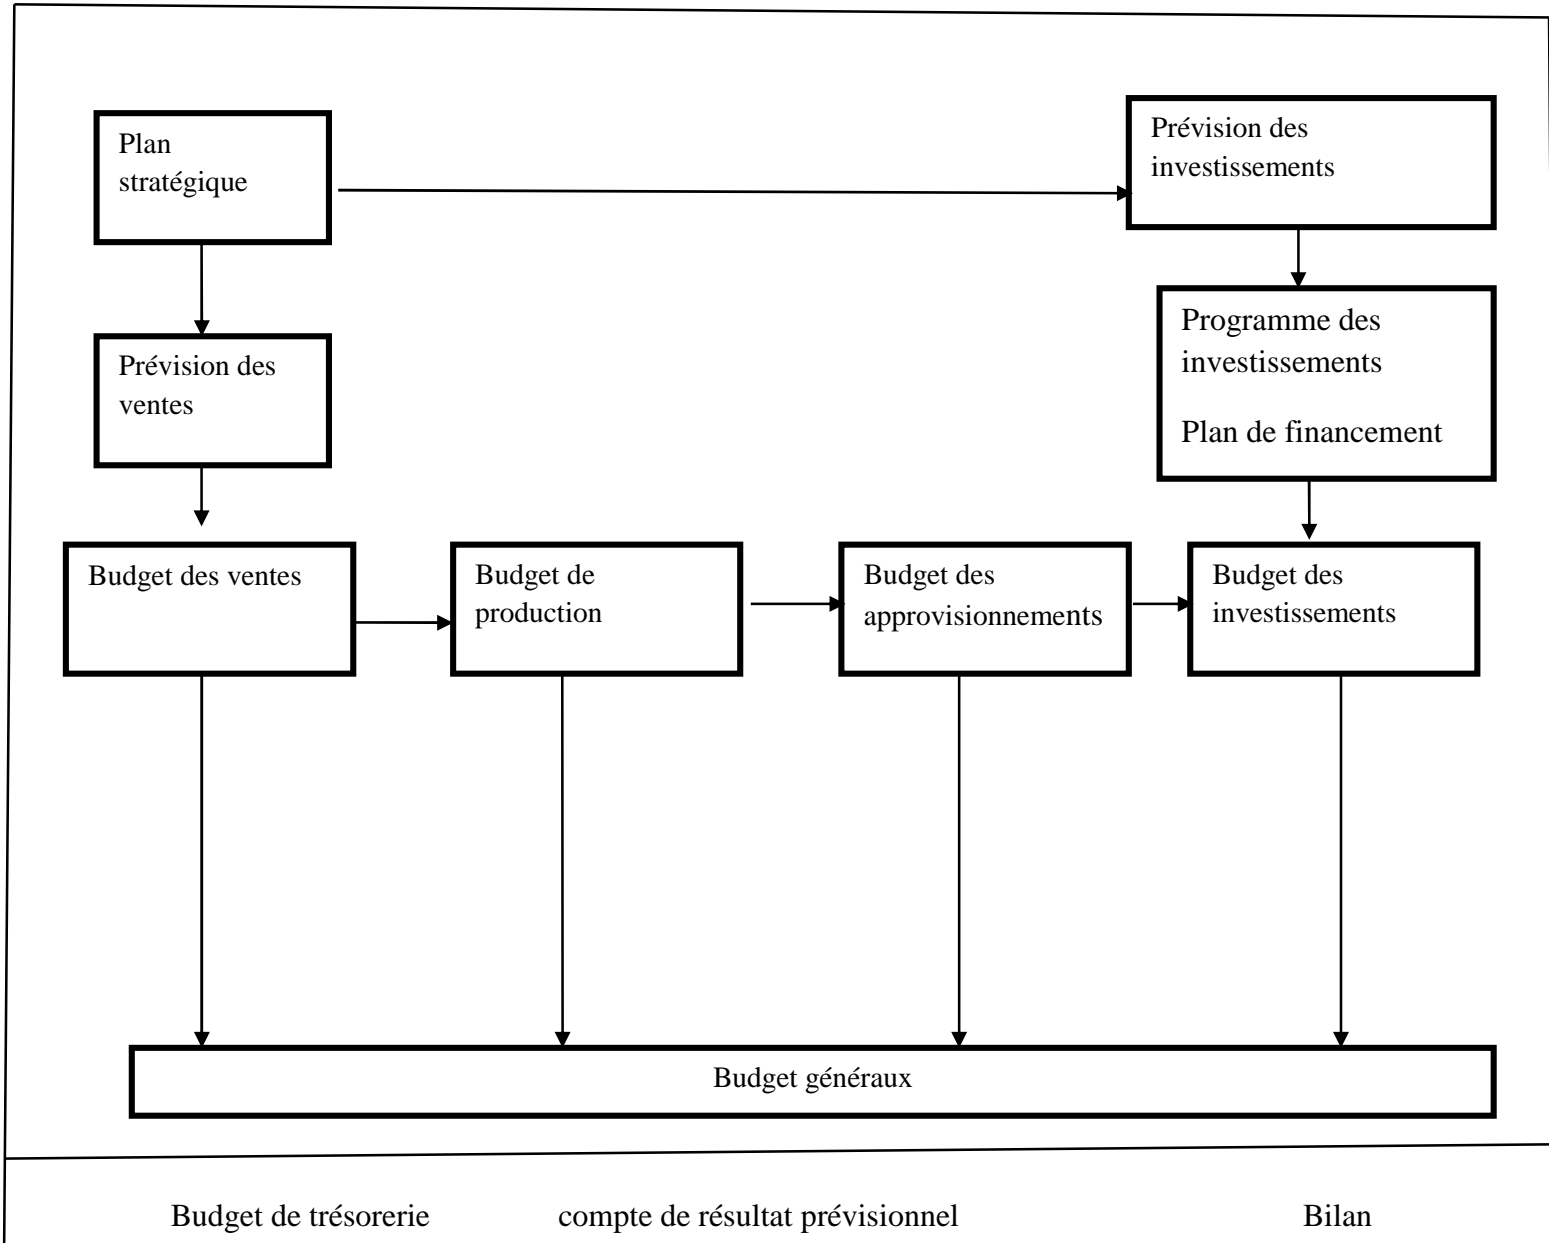 Plan
stratégique
Prévision des
investissements
Programme des
investissements
Plan de financement
Prévision des
ventes
Budget des ventes
Budget de
production
Budget des
approvisionnements
Budget des
investissements
Budget généraux
Budget de trésorerie
compte de résultat prévisionnel
Bilan